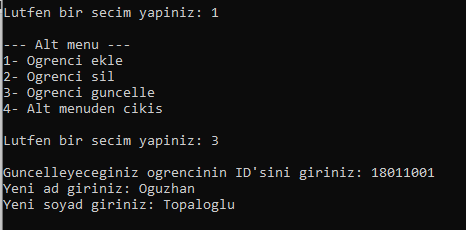 Lutfen bir secim yapiniz: 1
--- Alt menu ---
1- Ogrenci ekle
2- Ogrenci sil
3- Ogrenci guncelle
4- Alt menuden cikis
Lutfen bir secim yapiniz: 3
Guncelleyeceginiz ogrencinin ID'sini giriniz: 18011001
Yeni ad giriniz: Oguzhan
Yeni soyad giriniz: Topaloglu